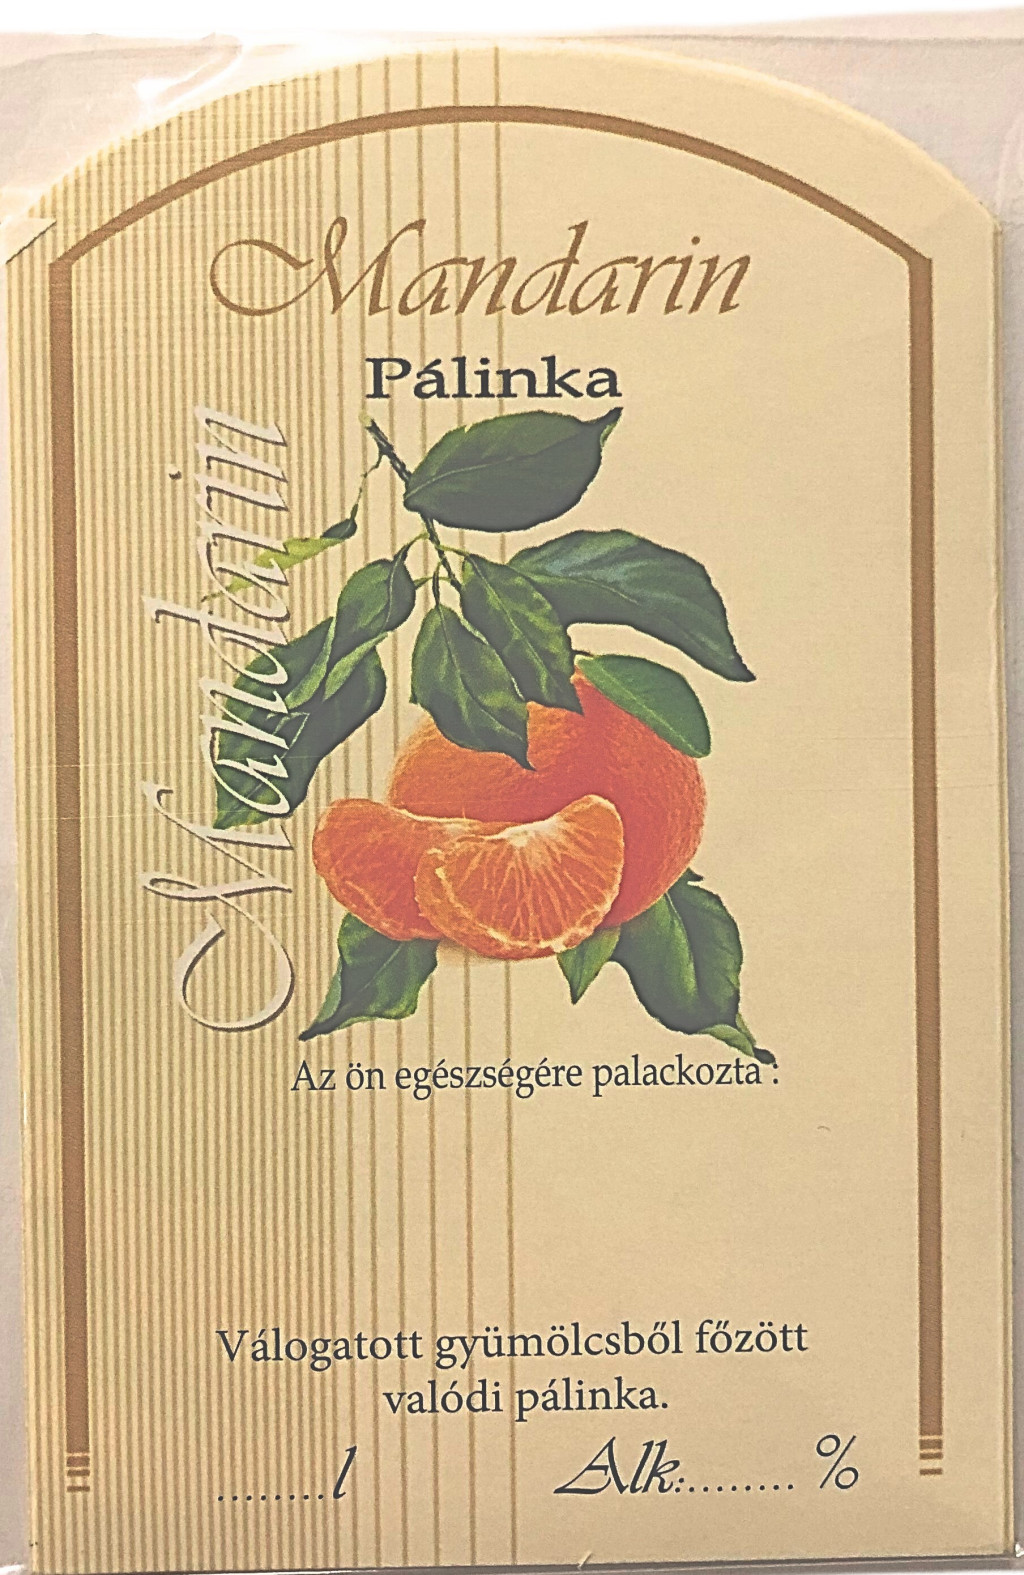 Mandarin
Pálinka
Mandarin
Az ön egészségére palackozta :
Válogatott gyümölcsből főzött
valódi pálinka.
.........l Alk:........ %